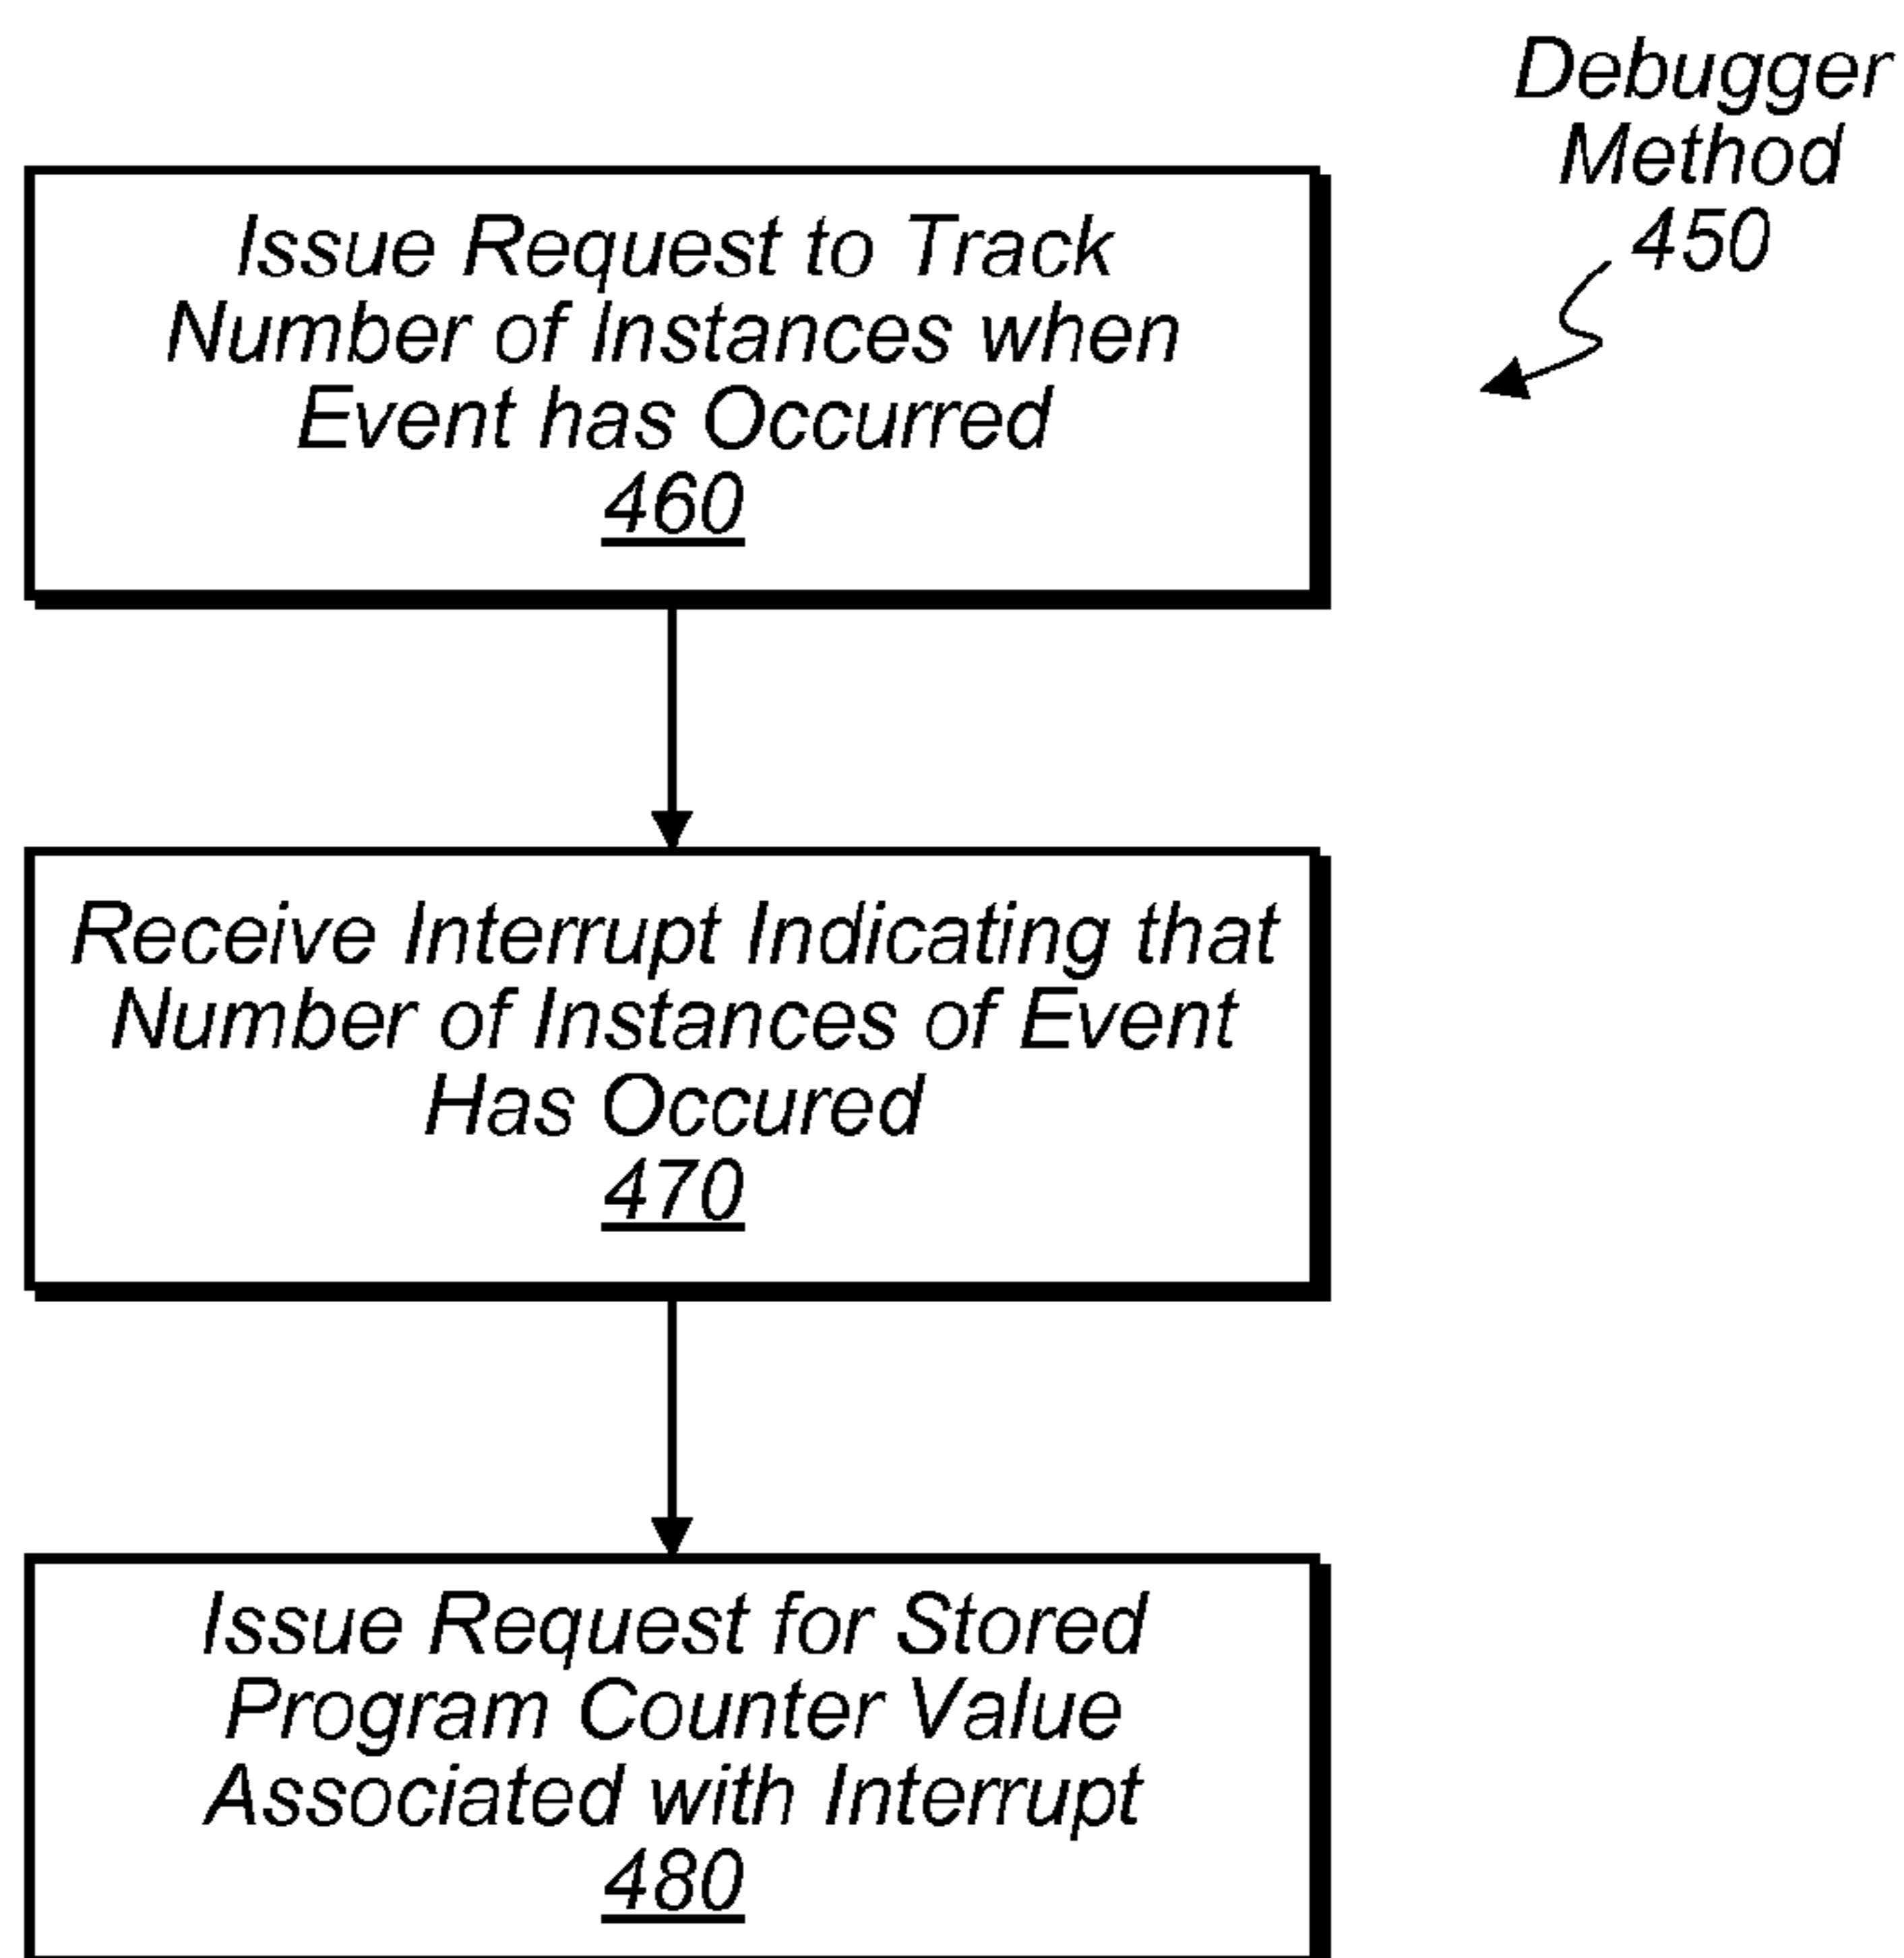 Debugger
Method
450
Issue Request to Track
Number of Instances when
Event has Occurred
460
Receive Interrupt Indicating that
Number of Instances of Event
Has Occured
470
Issue Request for Stored
Program Counter Value
Associated with Interrupt
480